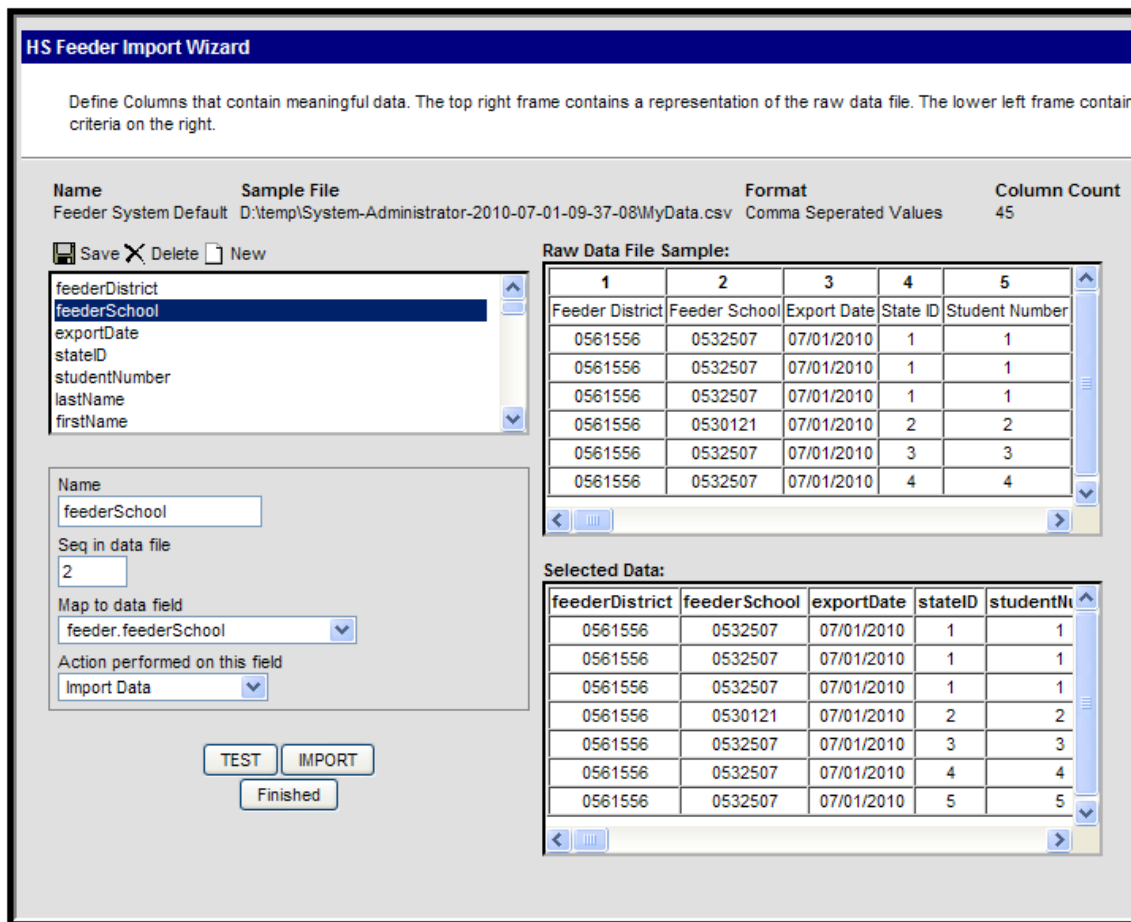 HS Feeder Import Wizard
Define Columns that contain meaningful data. The top right frame contains a representation of the raw data file. The lower left frame contain
criteria on the right.
Name Sample File Format Column Count
Feeder System Default D:\temp\System-Administrator-2010-07-01-09-37-08\MyData.csv Comma Seperated Values 45
Save Delete New
feederDistrict
feederSchool
exportDate
stateID
studentNumber
lastName
firstName
Name
feederSchool
Seq in data file
2
Map to data field
feeder.feederSchool
Action performed on this field
Import Data
TEST IMPORT
Finished
Raw Data File Sample:
1 2 3 4 5
Feeder District Feeder School Export Date State ID Student Number
0561556 0532507 07/01/2010 1 1
0561556 0532507 07/01/2010 1 1
0561556 0532507 07/01/2010 1 1
0561556 0530121 07/01/2010 2 2
0561556 0532507 07/01/2010 3 3
0561556 0532507 07/01/2010 4 4
Selected Data:
feederDistrict feederSchool exportDate stateID studentNu
0561556 0532507 07/01/2010 1 1
0561556 0532507 07/01/2010 1 1
0561556 0532507 07/01/2010 1 1
0561556 0530121 07/01/2010 2 2
0561556 0532507 07/01/2010 3 3
0561556 0532507 07/01/2010 4 4
0561556 0532507 07/01/2010 5 5